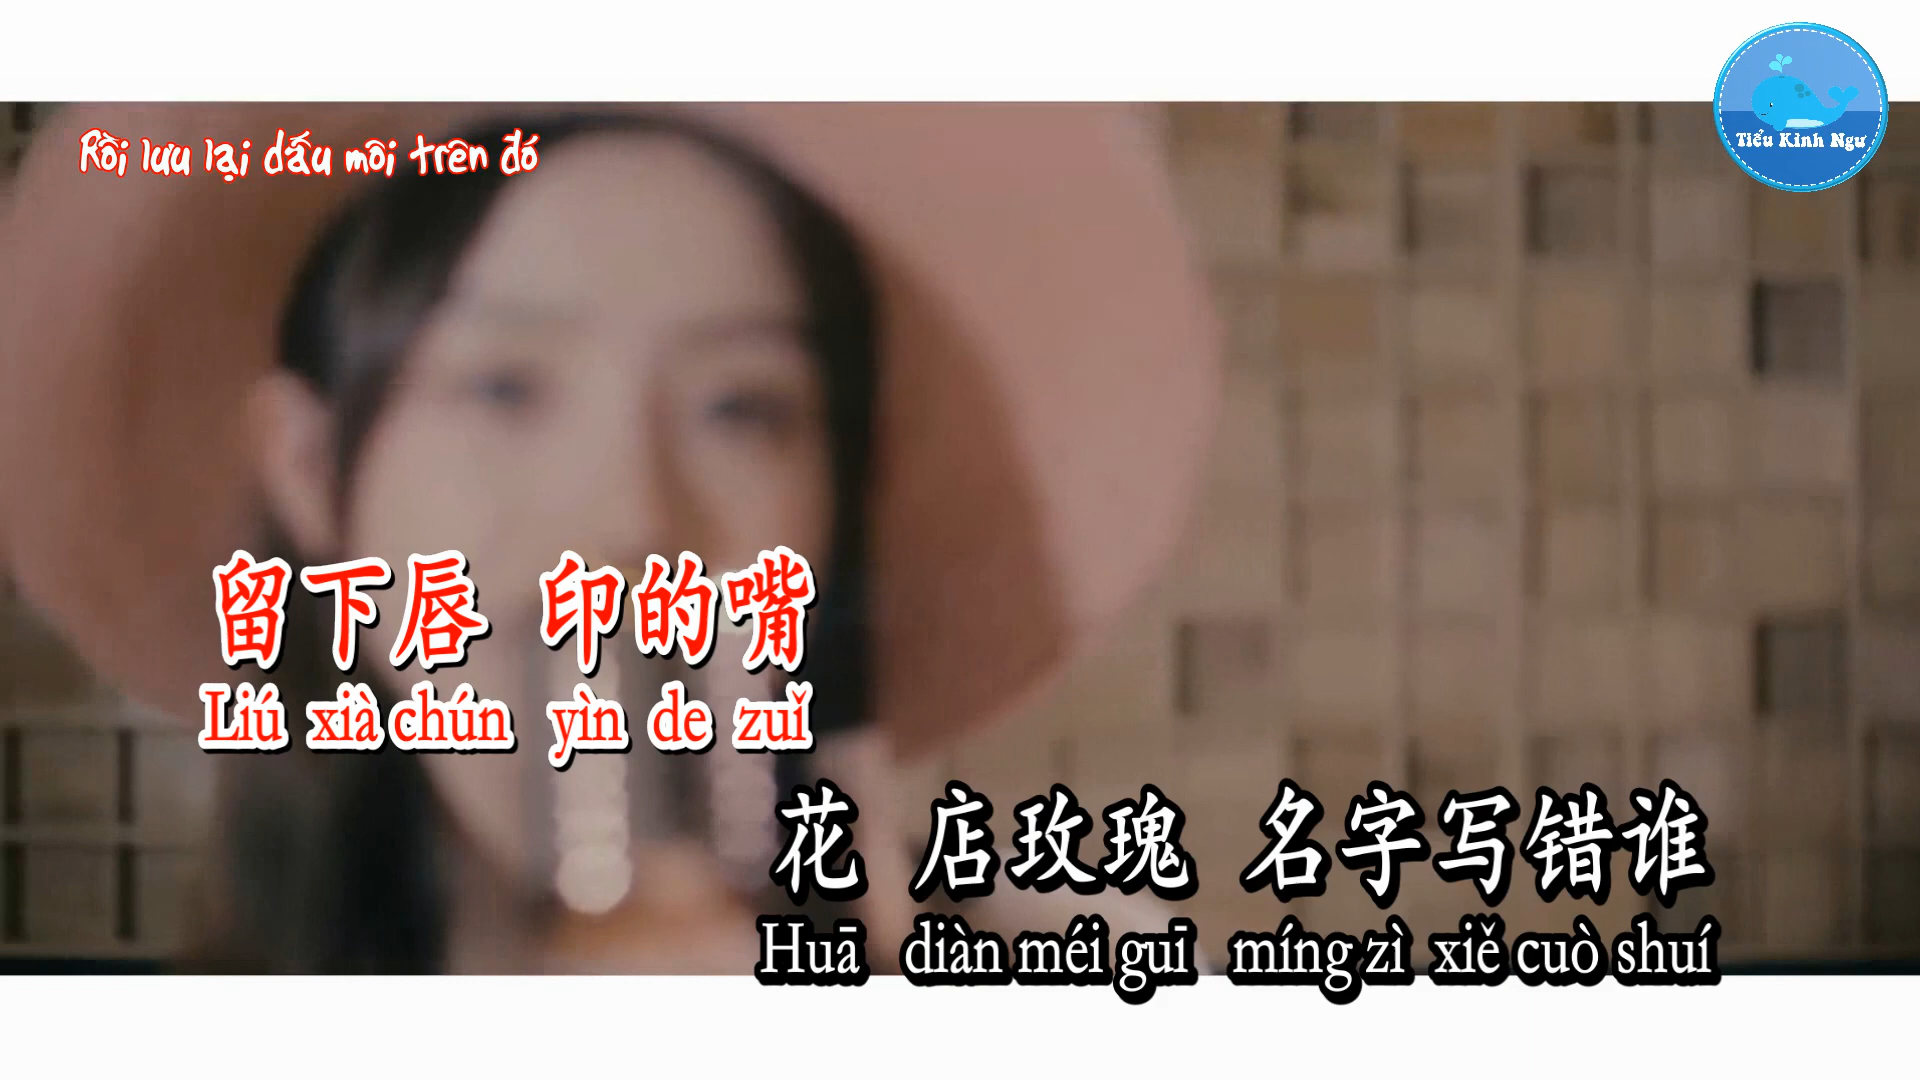 Rồi lưu lại dấu môi trên đó
Tiểu Kình Ngư
留下唇 印的嘴
Liú xià chún yìn de zuǐ
花 店玫瑰 名字写错谁
Huā diàn méi guī míng zì xiě cuò shuí